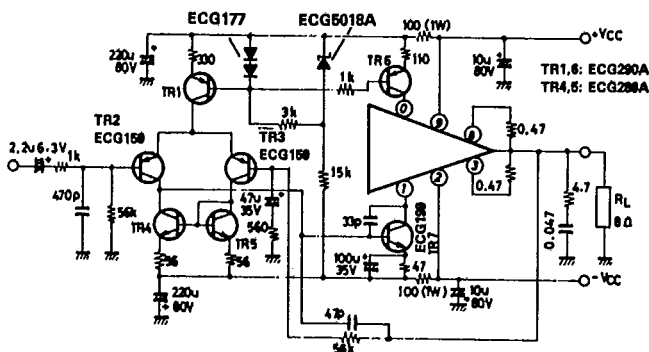 ECG177
ECG5018A
100 (1W)
+VCC
220u
80V
330
TR6
110
10u
80V
TR1,6: ECG290A
TR4,5: ECG288A
TR1
1k
0
9
8
0.47
3k
TR2
ECG159
TR3
ECG159
2.2u 6.3V
1k
3
0.47
15k
47u
35V
1
2
4.7
RL
8Ω
470p
56k
33p
560
ECG199
TR7
0.047
TR4
TR5
56
56
100u
35V
47
100 (1W)
-VCC
220u
80V
10u
80V
47p
56k